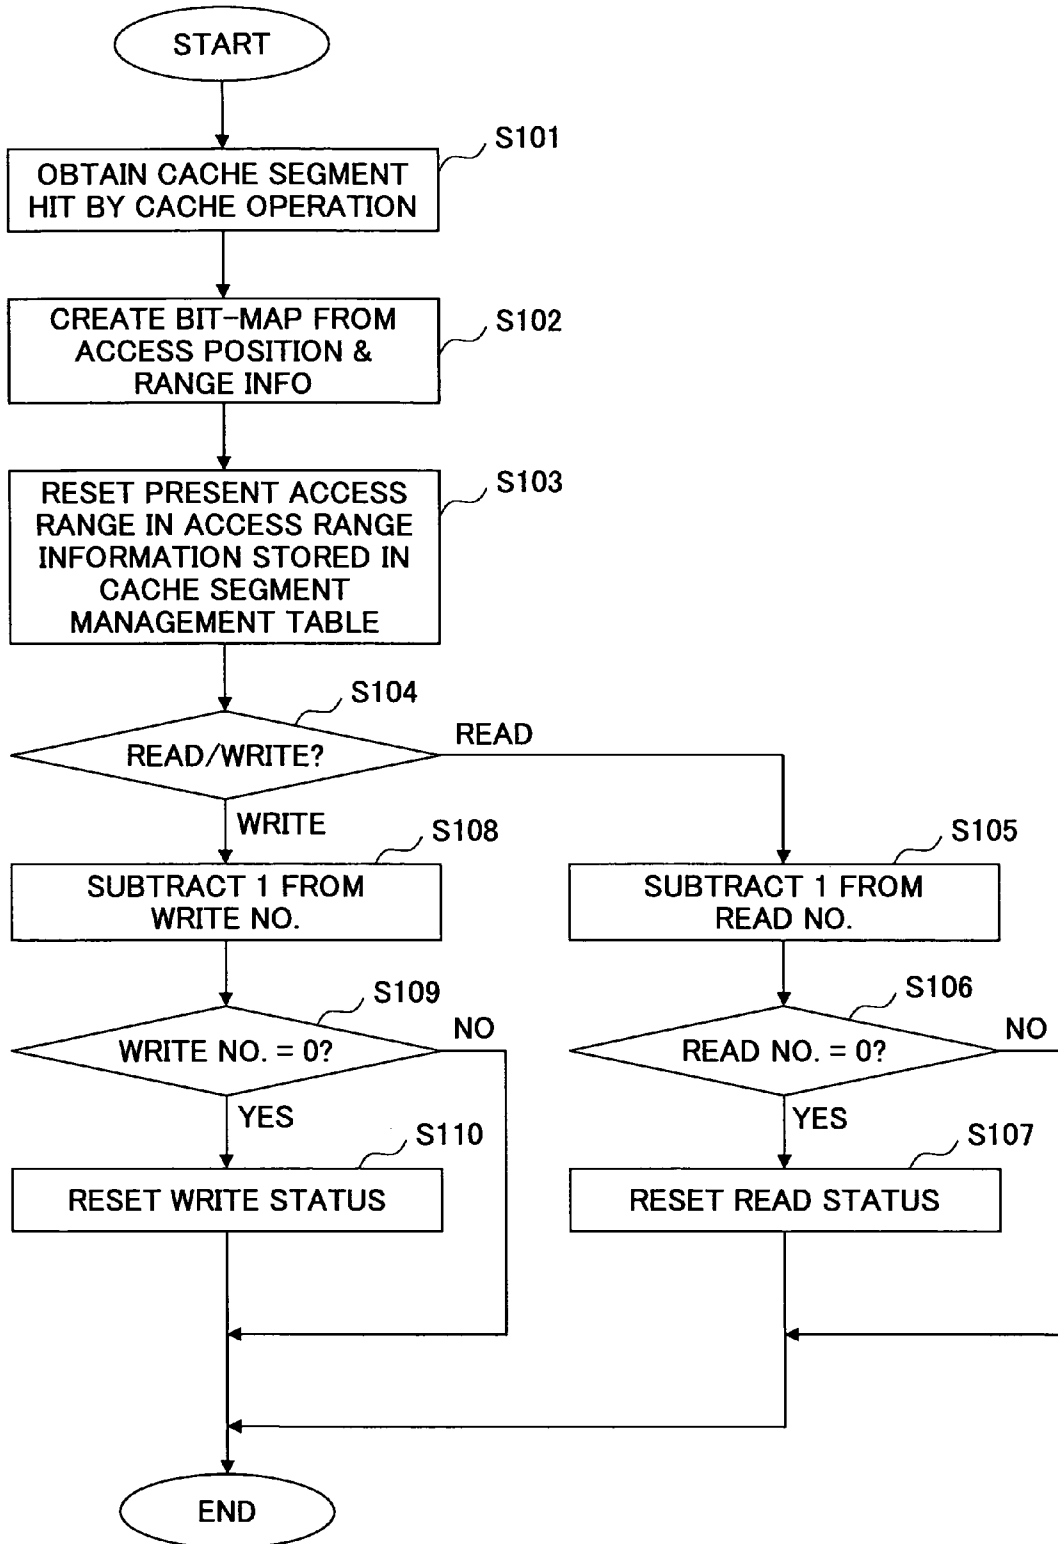 START
S101
OBTAIN CACHE SEGMENT
HIT BY CACHE OPERATION
S102
CREATE BIT-MAP FROM
ACCESS POSITION &
RANGE INFO
S103
RESET PRESENT ACCESS
RANGE IN ACCESS RANGE
INFORMATION STORED IN
CACHE SEGMENT
MANAGEMENT TABLE
S104
READ/WRITE?
READ
WRITE
S108
SUBTRACT 1 FROM
WRITE NO.
S105
SUBTRACT 1 FROM
READ NO.
S109
WRITE NO. = 0?
NO
YES
S106
READ NO. = 0?
NO
YES
S110
RESET WRITE STATUS
S107
RESET READ STATUS
END